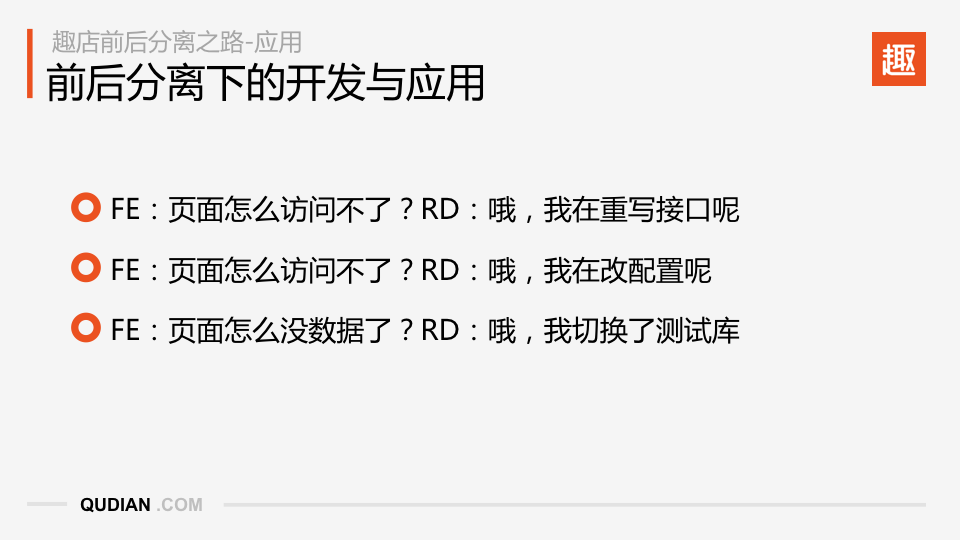 趣店前后分离之路-应用
前后分离下的开发与应用
趣
FE：页面怎么访问不了？RD：哦，我在重写接口呢
FE：页面怎么访问不了？RD：哦，我在改配置呢
FE：页面怎么没数据了？RD：哦，我切换了测试库
QUDIAN .COM